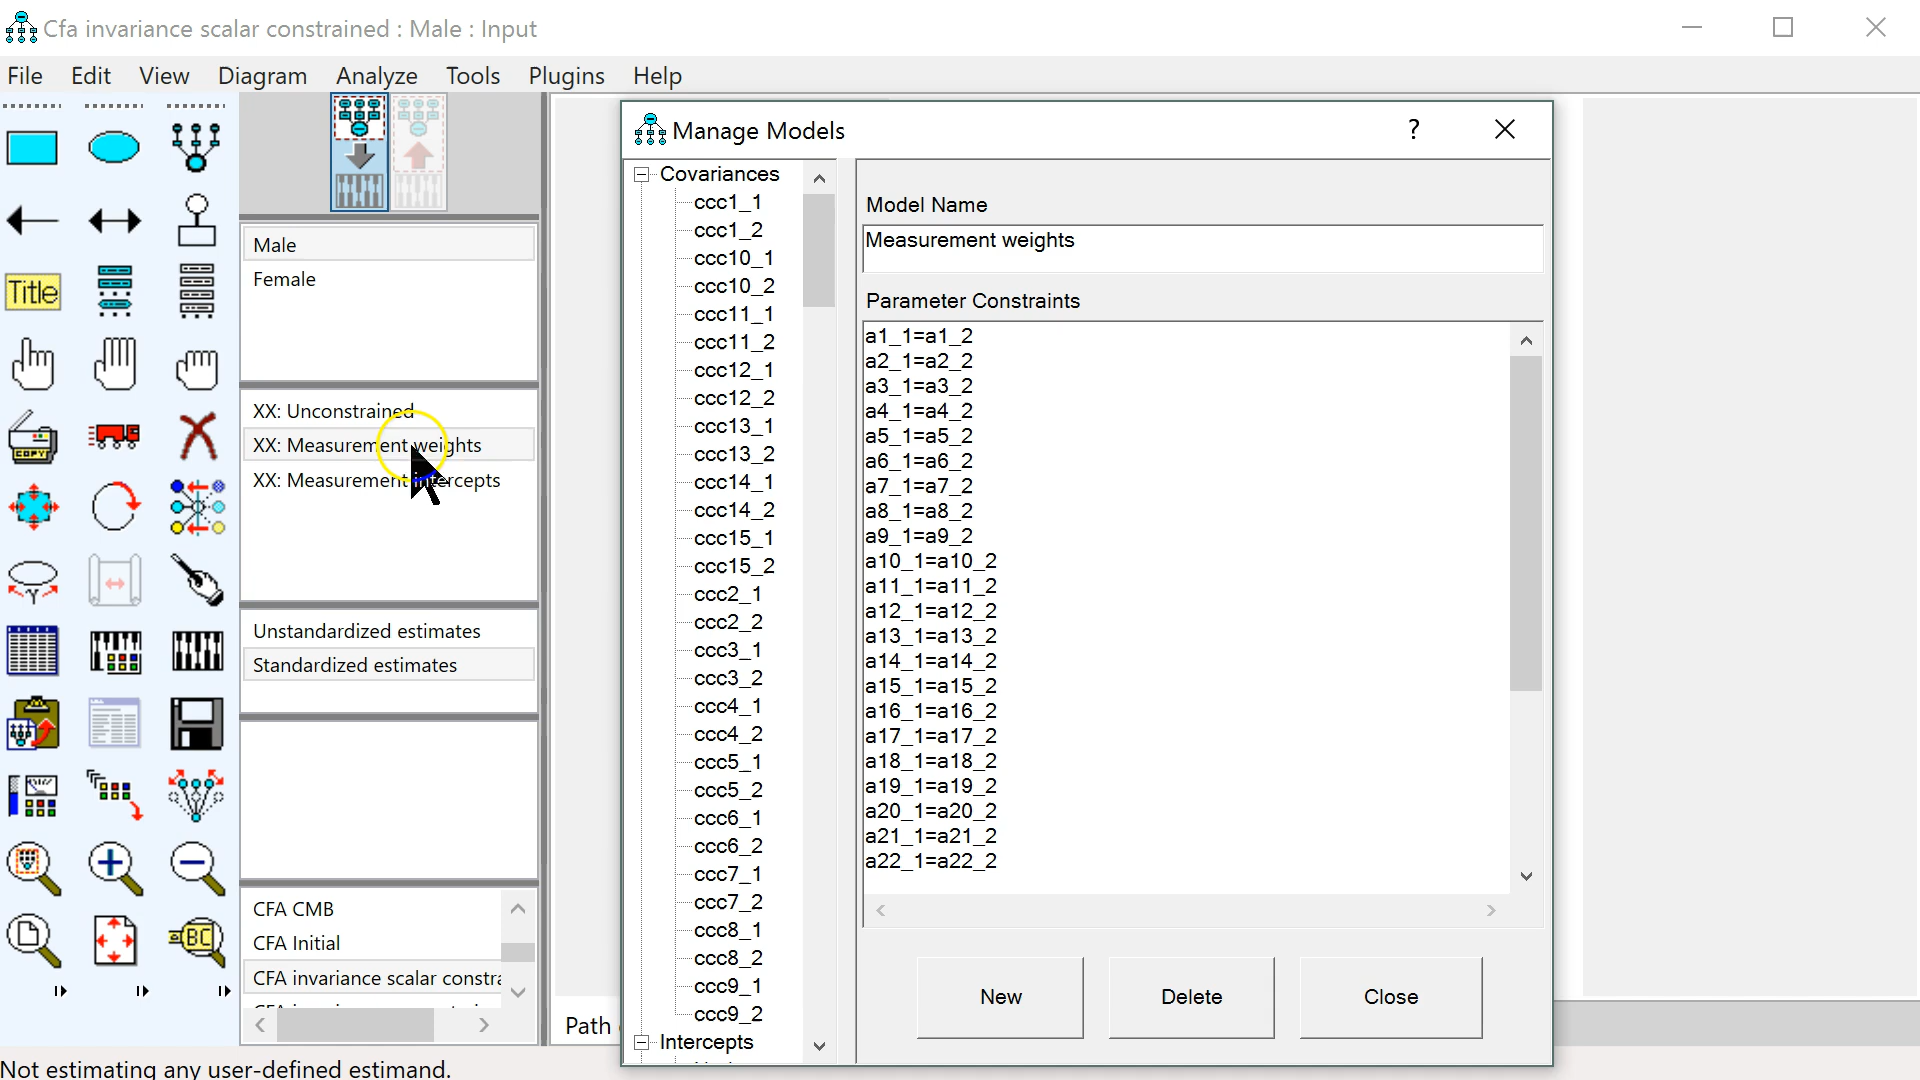 Cfa invariance scalar constrained : Male : Input
File Edit View Diagram Analyze Tools Plugins Help
Title
COPY
BC
Male
Female
XX: Unconstrained
XX: Measurement weights
XX: Measurement intercepts
Unstandardized estimates
Standardized estimates
CFA CMB
CFA Initial
CFA invariance scalar constra
Path
Not estimating any user-defined estimand.
Manage Models
?
Covariances
ccc1_1
ccc1_2
ccc10_1
ccc10_2
ccc11_1
ccc11_2
ccc12_1
ccc12_2
ccc13_1
ccc13_2
ccc14_1
ccc14_2
ccc15_1
ccc15_2
ccc2_1
ccc2_2
ccc3_1
ccc3_2
ccc4_1
ccc4_2
ccc5_1
ccc5_2
ccc6_1
ccc6_2
ccc7_1
ccc7_2
ccc8_1
ccc8_2
ccc9_1
ccc9_2
Intercepts
Model Name
Measurement weights
Parameter Constraints
a1_1=a1_2
a2_1=a2_2
a3_1=a3_2
a4_1=a4_2
a5_1=a5_2
a6_1=a6_2
a7_1=a7_2
a8_1=a8_2
a9_1=a9_2
a10_1=a10_2
a11_1=a11_2
a12_1=a12_2
a13_1=a13_2
a14_1=a14_2
a15_1=a15_2
a16_1=a16_2
a17_1=a17_2
a18_1=a18_2
a19_1=a19_2
a20_1=a20_2
a21_1=a21_2
a22_1=a22_2
New Delete Close